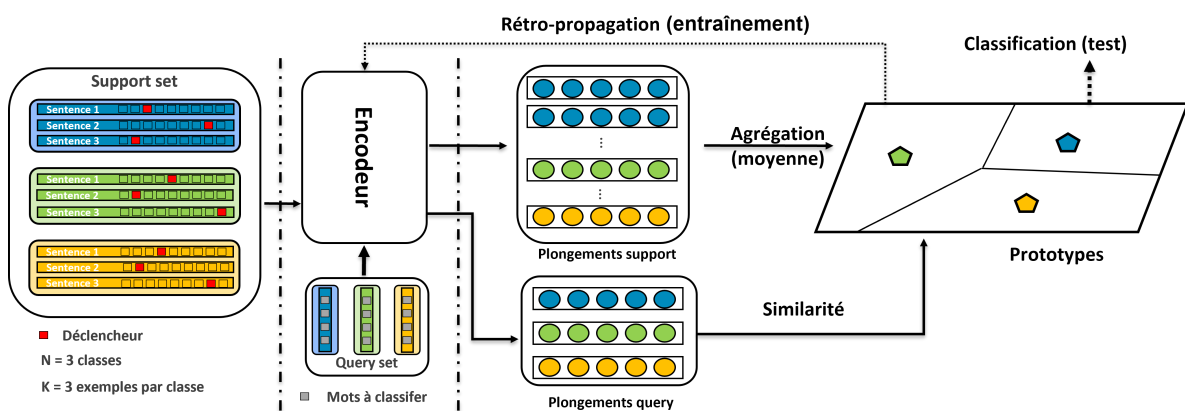 Rétro-propagation (entraînement)
Classification (test)
Support set
Sentence 1
Sentence 2
Sentence 3
Sentence 1
Sentence 2
Sentence 3
Sentence 1
Sentence 2
Sentence 3
Déclencheur
N = 3 classes
K = 3 exemples par classe
Encodeur
Query set
Mots à classifer
...
...
Plongements support
Plongements query
Agrégation
(moyenne)
Similarité
Prototypes